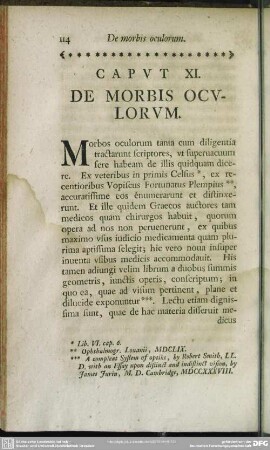 114 De morbis oculorum.
CAPVT XI.
DE MORBIS OCV-
LORVM.
Morbos oculorum tanta cum diligentia
tractarunt scriptores, vt superuacuum
fere habeam de illis quidquam dice-
re. Ex veteribus in primis Celsus *, ex re-
centioribus Vopiscus Fortunatus Plempius **,
accuratissime eos enumerarunt et distinxe-
runt. Et ille quidem Graecos auctores tam
medicos quam chirurgos habuit, quorum
opera ad nos non peruenerunt, ex quibus
maximo vsus iudicio medicamenta quam plu-
rima aptissima selegit; hic vero noua insuper
inuenta vsibus medicis accommodauit. His
tamen adiungi velim librum a duobus summis
geometris, iunctis operis, conscriptum; in
quo ea, quae ad visum pertinent, plane et
dilucide exponuntur ***. Lectu etiam dignis-
sima sunt, quae de hac materia disseruit me-
dicus
* Lib. VI. cap. 6.
** Ophthalmogr. Louanii, MDCLIX.
*** A compleat System of opticks, by Robert Smith, LL.
D. with an Essay upon distinct and indistinct vision, by
James Jurin, M. D. Cambridge, MDCCXXXVIII.